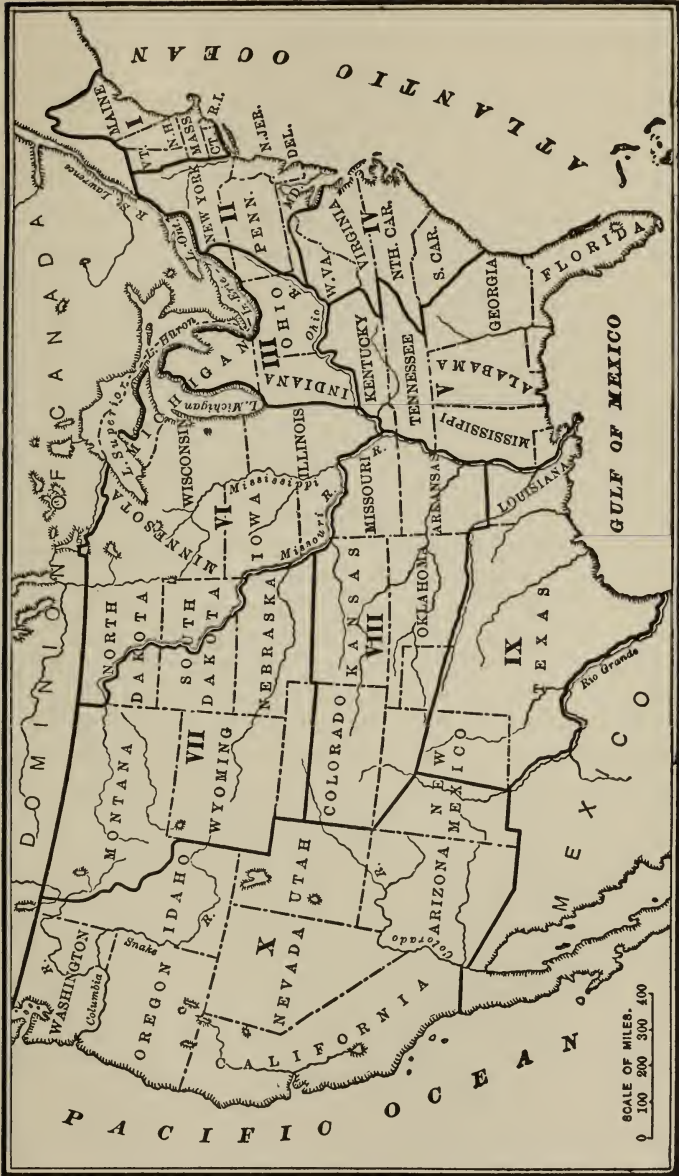 DOMINION OF CANADA
PACIFIC OCEAN
ATLANTIC OCEAN
GULF OF MEXICO
MEXICO
WASHINGTON
Columbia
R.
OREGON
Snake
R.
IDAHO
MONTANA
VII
WYOMING
NORTH
DAKOTA
SOUTH
DAKOTA
NEBRASKA
MINNESOTA
VI
IOWA
WISCONSIN
Mississippi
Missouri R.
ILLINOIS
L. Superior
L. Michigan
L. Huron
MICHIGAN
III
INDIANA
OHIO
Ohio
R.
L. Erie
L. Ont.
St. Lawrence
R.
MAINE
I
VT.
N.H.
MASS
CT.
R.I.
NEW YORK
II
PENN.
N.JER.
DEL.
MD.
W.VA.
VIRGINIA
IV
NTH. CAR.
S. CAR.
GEORGIA
FLORIDA
KENTUCKY
TENNESSEE
V
ALABAMA
MISSISSIPPI
MISSOURI
R.
ARKANSAS
LOUISIANA
KANSAS
VIII
OKLAHOMA
COLORADO
NEW
MEXICO
IX
TEXAS
Rio Grande
UTAH
X
NEVADA
CALIFORNIA
ARIZONA
Colorado
R.
SCALE OF MILES.
0 100 200 300 400